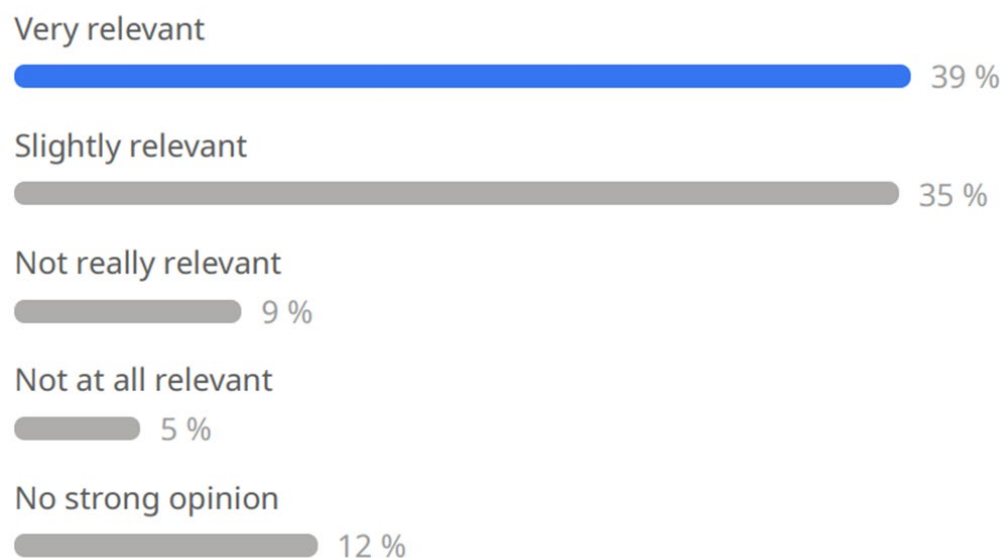 Very relevant
39 %
Slightly relevant
35 %
Not really relevant
9 %
Not at all relevant
5 %
No strong opinion
12 %